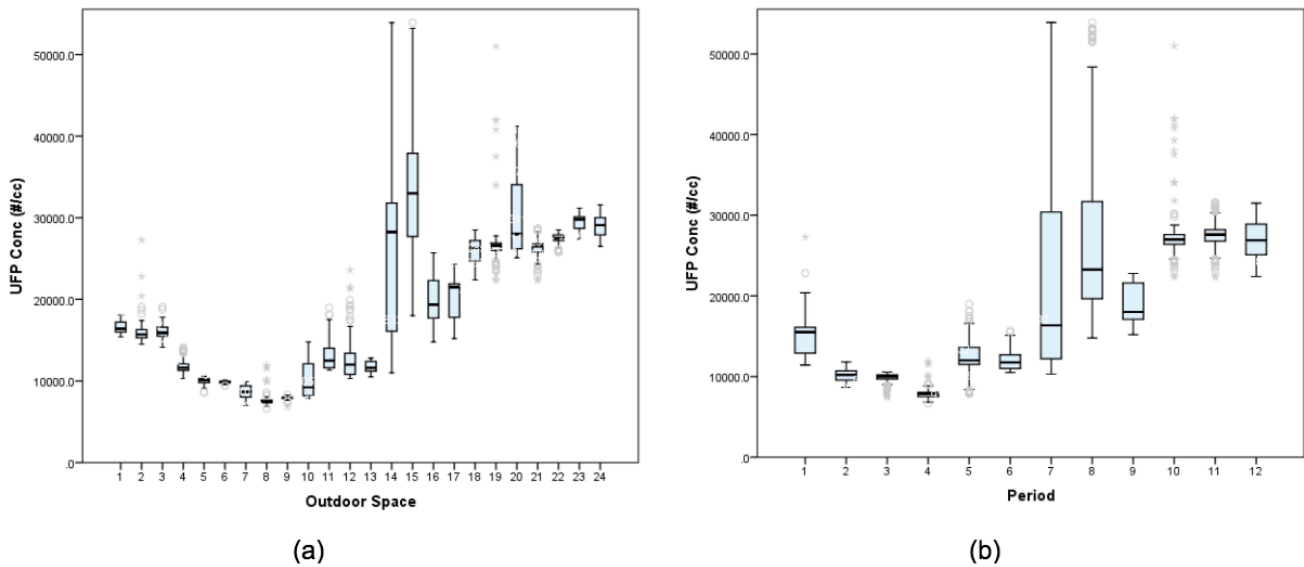 50000.0
40000.0
30000.0
20000.0
10000.0
.0
UFP Conc (#/cc)
1 2 3 4 5 6 7 8 9 10 11 12 13 14 15 16 17 18 19 20 21 22 23 24
Outdoor Space
(a)
50000.0
40000.0
30000.0
20000.0
10000.0
.0
UFP Conc (#/cc)
1 2 3 4 5 6 7 8 9 10 11 12
Period
(b)